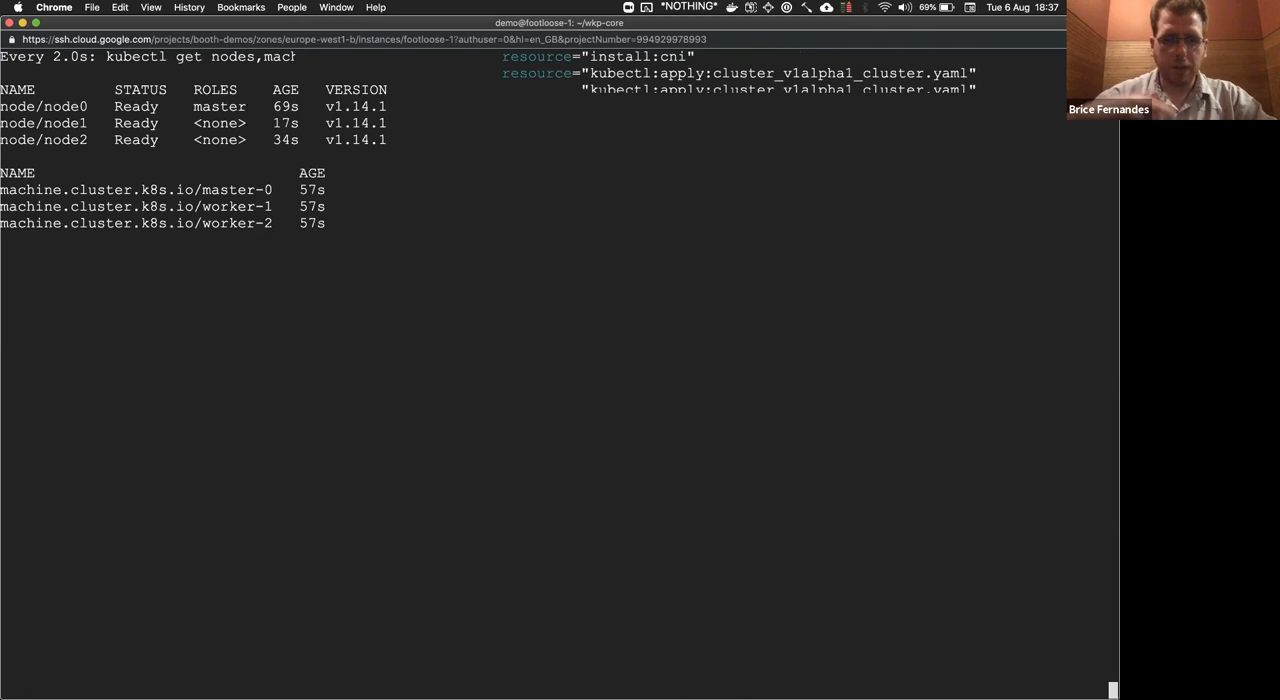 Chrome File Edit View History Bookmarks People Window Help
*NOTHING* 69% Tue 6 Aug 18:37
demo@footloose-1: ~/wkp-core
https://ssh.cloud.google.com/projects/booth-demos/zones/europe-west1-b/instances/footloose-1?authuser=0&hl=en_GB&projectNumber=994929978993
Every 2.0s: kubectl get nodes,mach
resource="install:cni"
resource="kubectl:apply:cluster_v1alpha1_cluster.yaml"
"kubectl:apply:cluster_v1alpha1_cluster.yaml"
NAME STATUS ROLES AGE VERSION
node/node0 Ready master 69s v1.14.1
node/node1 Ready <none> 17s v1.14.1
node/node2 Ready <none> 34s v1.14.1
NAME AGE
machine.cluster.k8s.io/master-0 57s
machine.cluster.k8s.io/worker-1 57s
machine.cluster.k8s.io/worker-2 57s
Brice Fernandes